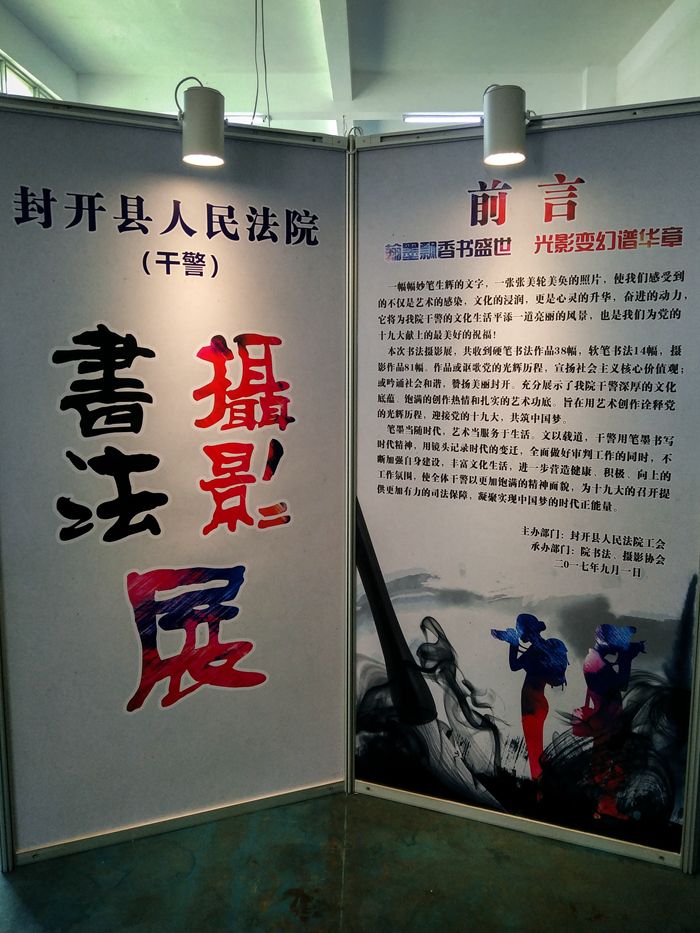 封开县人民法院
（干警）
書法
攝影
展
前言
翰墨飘香书盛世 光影变幻谱华章
一幅幅妙笔生辉的文字，一张张美轮美奂的照片，使我们感受到
的不仅是艺术的感染，文化的浸润，更是心灵的升华，奋进的动力，
它将为我院干警的文化生活平添一道亮丽的风景，也是我们为党的
十九大献上的最美好的祝福！
本次书法摄影展，共收到硬笔书法作品38幅，软笔书法14幅，摄
影作品81幅。作品或讴歌党的光辉历程，宣扬社会主义核心价值观；
或吟诵社会和谐，赞扬美丽封开。充分展示了我院干警深厚的文化
底蕴、饱满的创作热情和扎实的艺术功底。旨在用艺术创作诠释党
的光辉历程，迎接党的十九大，共筑中国梦。
笔墨当随时代，艺术当服务于生活。文以载道，干警用笔墨书写
时代精神，用镜头记录时代的变迁，全面做好审判工作的同时，不
断加强自身建设，丰富文化生活，进一步营造健康、积极、向上的
工作氛围，使全体干警以更加饱满的精神面貌，为十九大的召开提
供更加有力的司法保障，凝聚实现中国梦的时代正能量。
主办部门：封开县人民法院工会
承办部门：院书法、摄影协会
二〇一七年九月一日